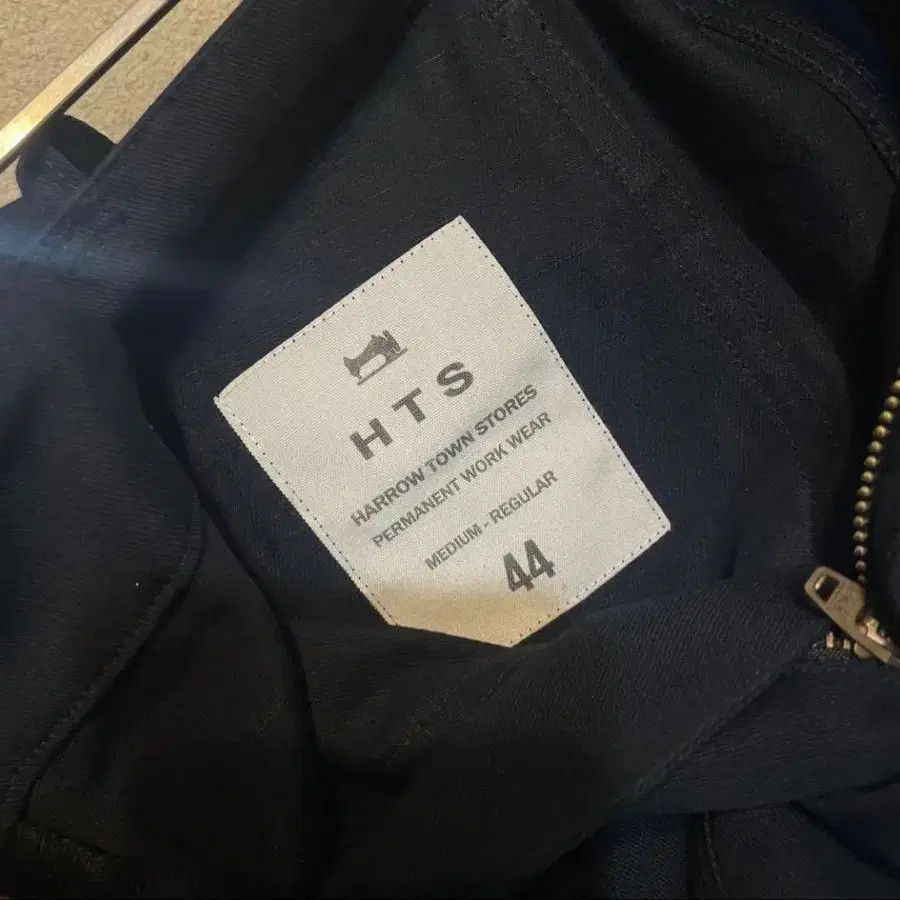 HTS
HARROW TOWN STORES
PERMANENT WORK WEAR
MEDIUM - REGULAR
44